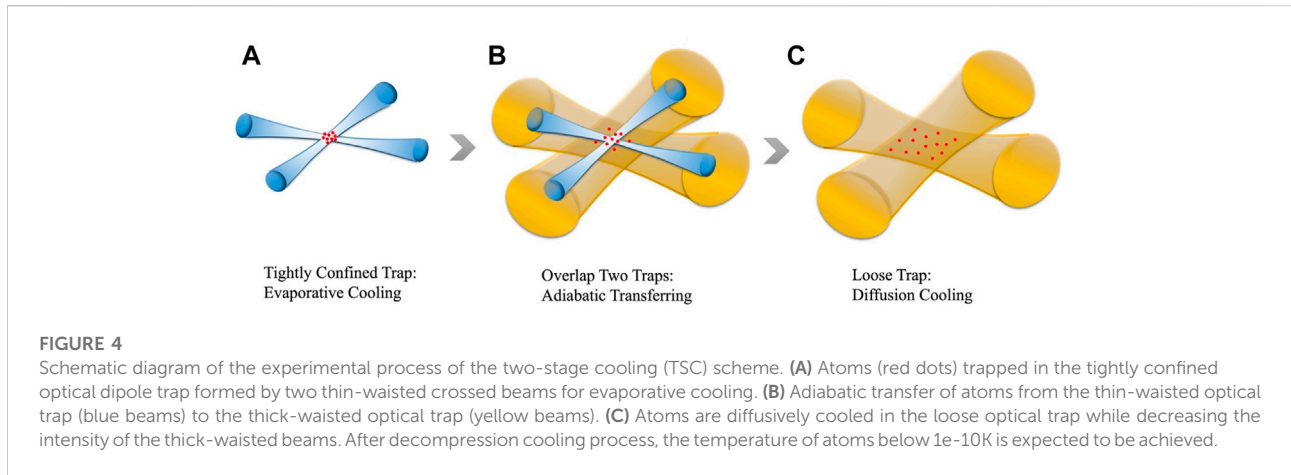 A
B
C
Tightly Confined Trap:
Evaporative Cooling
Overlap Two Traps:
Adiabatic Transferring
Loose Trap:
Diffusion Cooling
FIGURE 4
Schematic diagram of the experimental process of the two-stage cooling (TSC) scheme. (A) Atoms (red dots) trapped in the tightly confined
optical dipole trap formed by two thin-waisted crossed beams for evaporative cooling. (B) Adiabatic transfer of atoms from the thin-waisted optical
trap (blue beams) to the thick-waisted optical trap (yellow beams). (C) Atoms are diffusively cooled in the loose optical trap while decreasing the
intensity of the thick-waisted beams. After decompression cooling process, the temperature of atoms below 1e-10K is expected to be achieved.